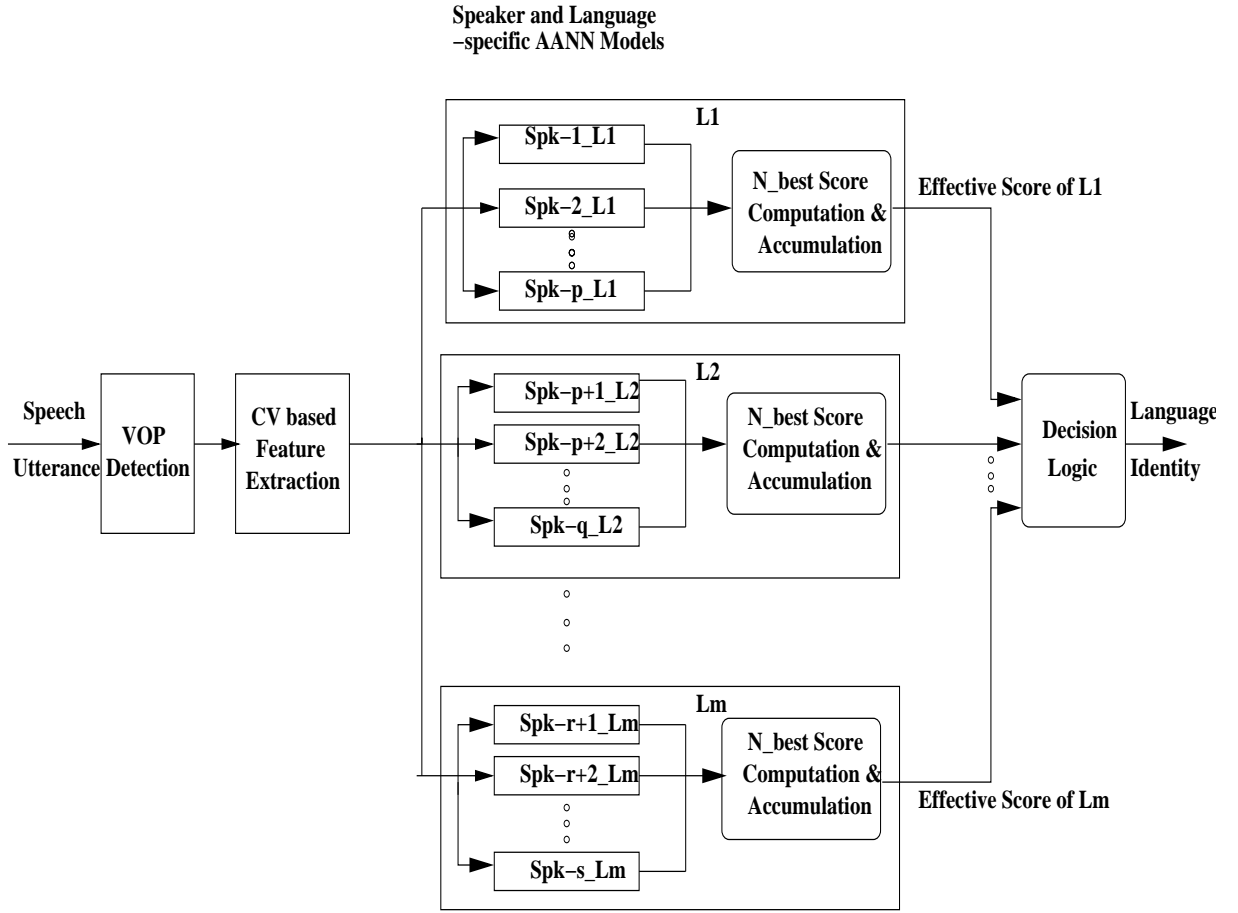 Speaker and Language
−specific AANN Models
L1
Spk−1_L1
Spk−2_L1
Spk−p_L1
N_best Score
Computation &
Accumulation
Effective Score of L1
L2
Spk−p+1_L2
Spk−p+2_L2
Spk−q_L2
N_best Score
Computation &
Accumulation
Speech
Utterance
VOP
Detection
CV based
Feature
Extraction
Decision
Logic
Language
Identity
Lm
Spk−r+1_Lm
Spk−r+2_Lm
Spk−s_Lm
N_best Score
Computation &
Accumulation
Effective Score of Lm